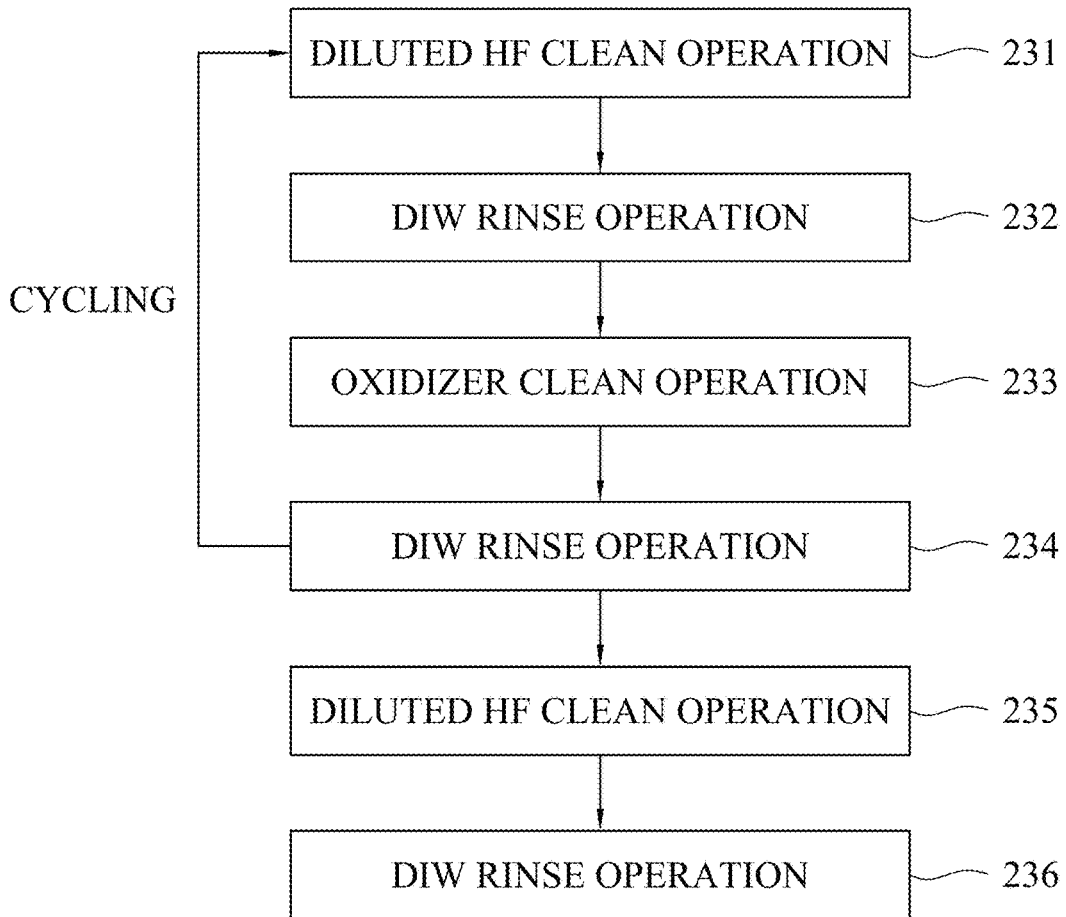 DILUTED HF CLEAN OPERATION 231
DIW RINSE OPERATION 232
CYCLING
OXIDIZER CLEAN OPERATION 233
DIW RINSE OPERATION 234
DILUTED HF CLEAN OPERATION 235
DIW RINSE OPERATION 236